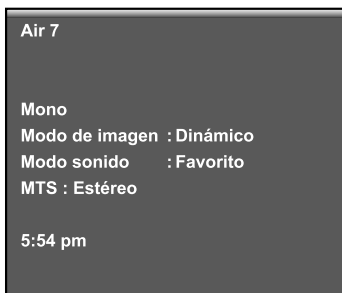 Air 7
Mono
Modo de imagen : Dinámico
Modo sonido : Favorito
MTS : Estéreo
5:54 pm